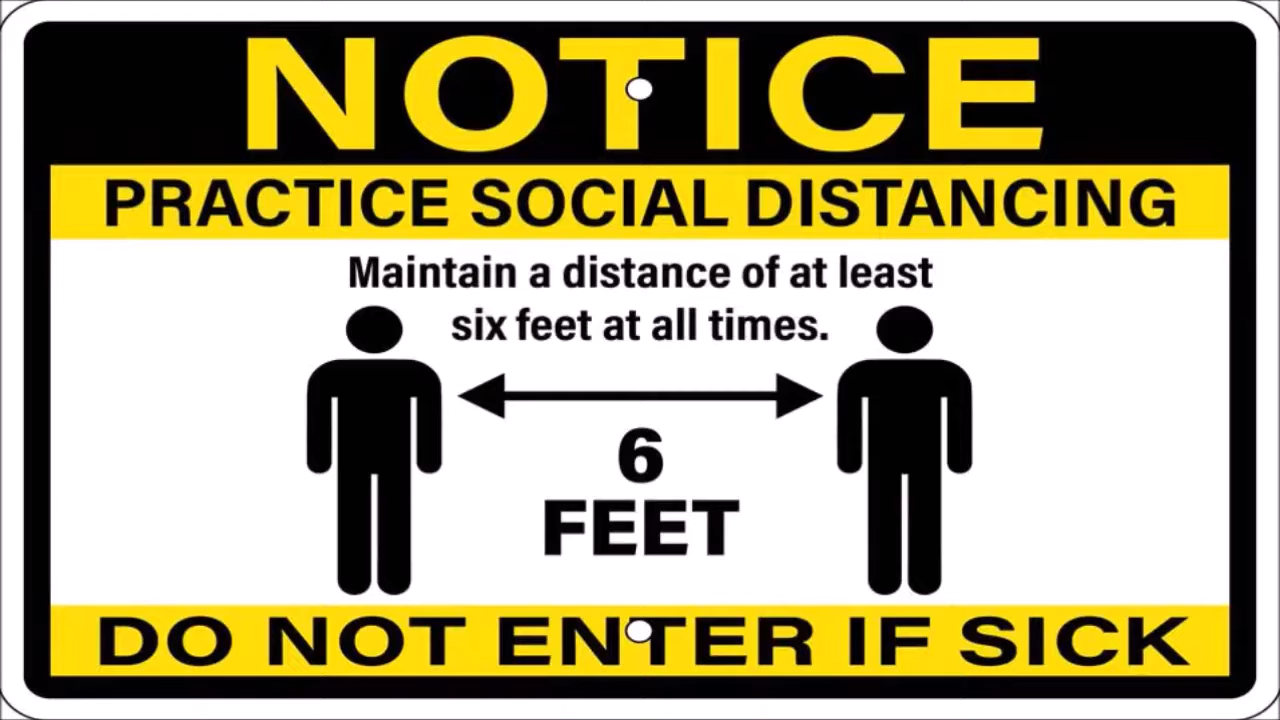 NOTICE
PRACTICE SOCIAL DISTANCING
Maintain a distance of at least
six feet at all times.
6
FEET
DO NOT ENTER IF SICK